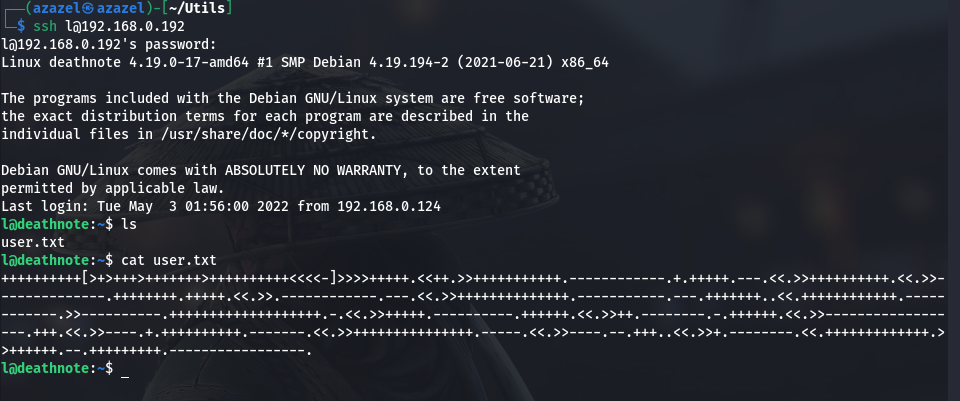 ┌──(azazel㉿azazel)-[~/Utils]
└─$ ssh l@192.168.0.192
l@192.168.0.192's password:
Linux deathnote 4.19.0-17-amd64 #1 SMP Debian 4.19.194-2 (2021-06-21) x86_64
The programs included with the Debian GNU/Linux system are free software;
the exact distribution terms for each program are described in the
individual files in /usr/share/doc/*/copyright.
Debian GNU/Linux comes with ABSOLUTELY NO WARRANTY, to the extent
permitted by applicable law.
Last login: Tue May  3 01:56:00 2022 from 192.168.0.124
l@deathnote:~$ ls
user.txt
l@deathnote:~$ cat user.txt
++++++++++[>+>+++>+++++++>++++++++++<<<<-]>>>>+++++.<<++.>>+++++++++++.------------.+.+++++.---.<<.>>++++++++++.<<.>>-
-------------.++++++++.+++++.<<.>>.------------.---.<<.>>++++++++++++++.-----------.---.+++++++..<<.++++++++++++.-----
-------.>>----------.+++++++++++++++++++.-.<<.>>+++++.----------.++++++.<<.>>++.--------.-.++++++.<<.>>-----------------
---.+++.<<.>>----.+.++++++++++.-------.<<.>>+++++++++++++++.-----.<<.>>----.--.+++..<<.>>+.--------.<<.+++++++++++++.>
>++++++.--.+++++++++.-----------------.
l@deathnote:~$ _